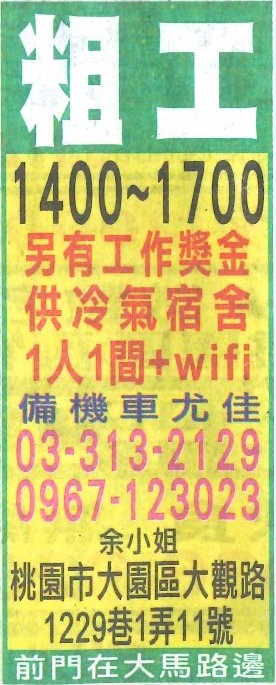 粗工
1400~1700
另有工作獎金
供冷氣宿舍
1人1間+wifi
備機車尤佳
03-313-2129
0967-123023
余小姐
桃園市大園區大觀路
1229巷1弄11號
前門在大馬路邊